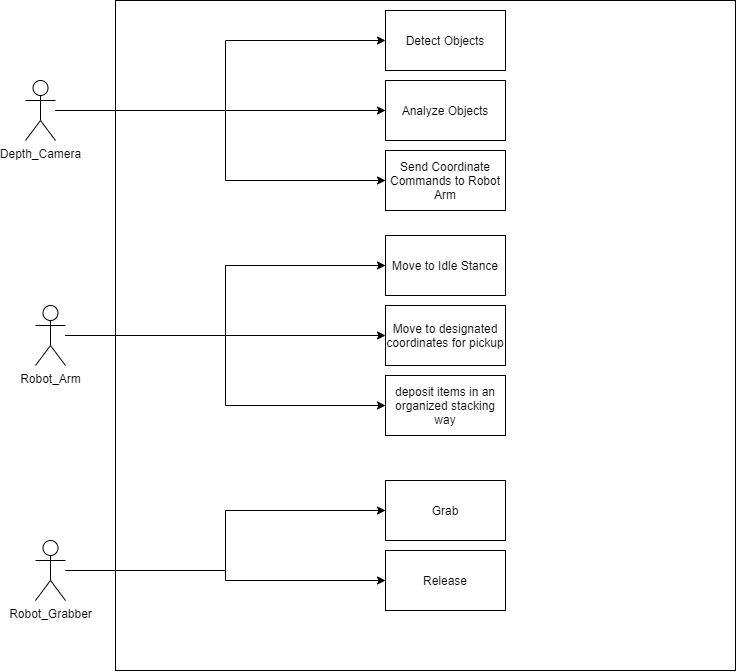 Detect Objects
Depth_Camera
Analyze Objects
Send Coordinate
Commands to Robot
Arm
Move to Idle Stance
Robot_Arm
Move to designated
coordinates for pickup
deposit items in an
organized stacking
way
Grab
Robot_Grabber
Release